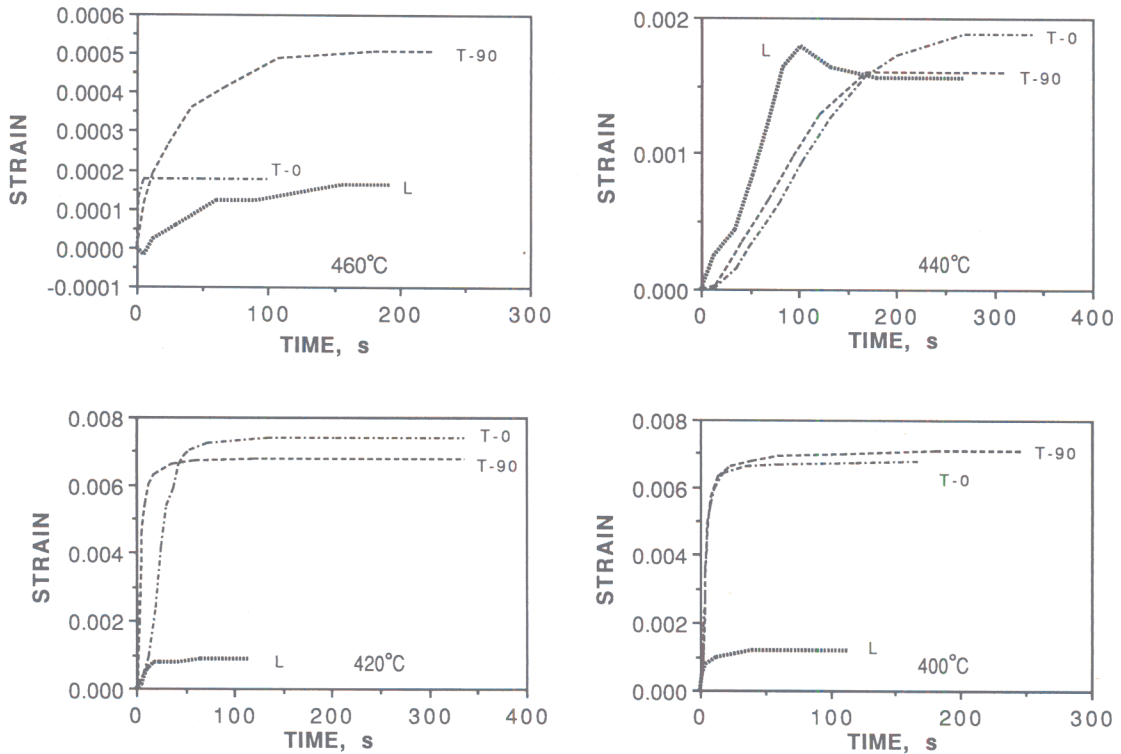 0.0006
0.0005
0.0004
0.0003
0.0002
0.0001
0.0000
-0.0001
STRAIN
T-90
T-0
L
460°C
0 100 200 300
TIME, s
0.002
0.001
0.000
STRAIN
L
T-0
T-90
440°C
0 100 200 300 400
TIME, s
0.008
0.006
0.004
0.002
0.000
STRAIN
T-0
T-90
L
420°C
0 100 200 300 400
TIME, s
0.008
0.006
0.004
0.002
0.000
STRAIN
T-90
T-0
L
400°C
0 100 200 300
TIME, s